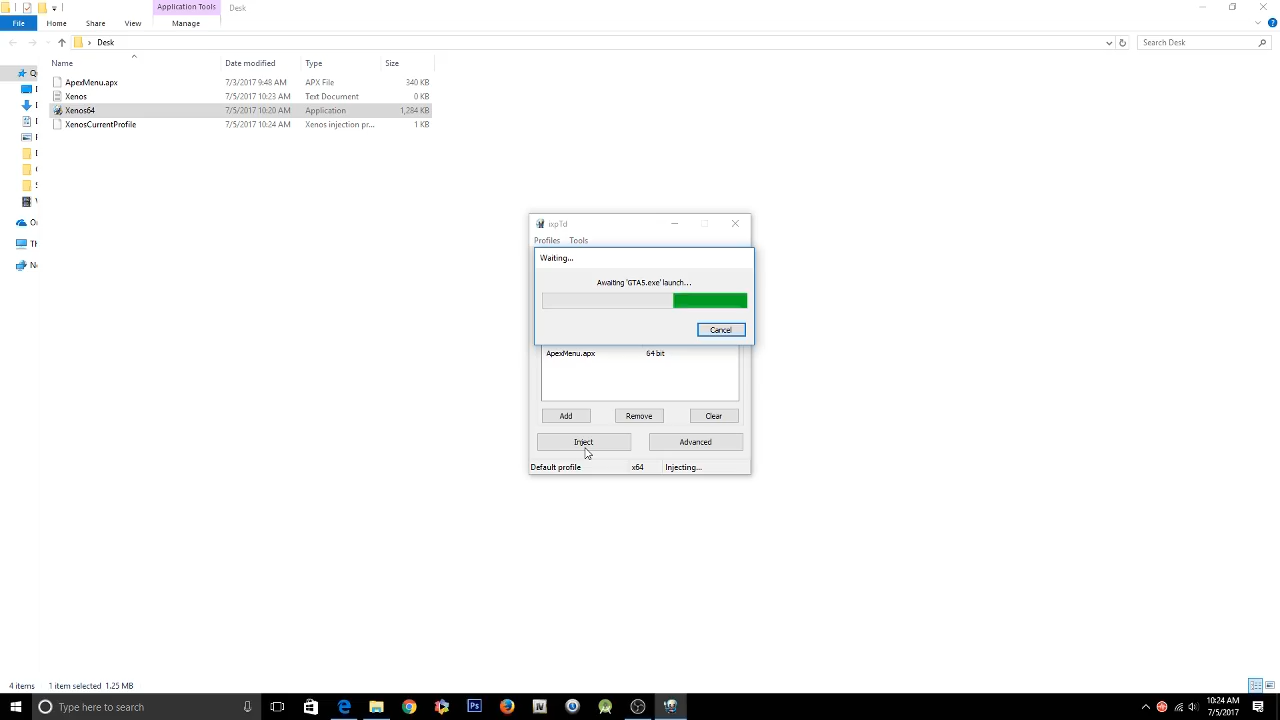 Application Tools
Desk
File Home Share View Manage
Desk
Search Desk
Name Date modified Type Size
ApexMenu.apx 7/3/2017 9:48 AM APX File 340 KB
Xenos 7/5/2017 10:23 AM Text Document 0 KB
Xenos64 7/5/2017 10:20 AM Application 1,284 KB
XenosCurrentProfile 7/5/2017 10:24 AM Xenos injection pr... 1 KB
ixpTd
Profiles Tools
Waiting...
Awaiting 'GTA5.exe' launch...
Cancel
ApexMenu.apx 64 bit
Add Remove Clear
Inject Advanced
Default profile x64 Injecting...
4 items 1 item selected 1.25 MB
Type here to search
10:24 AM
7/5/2017